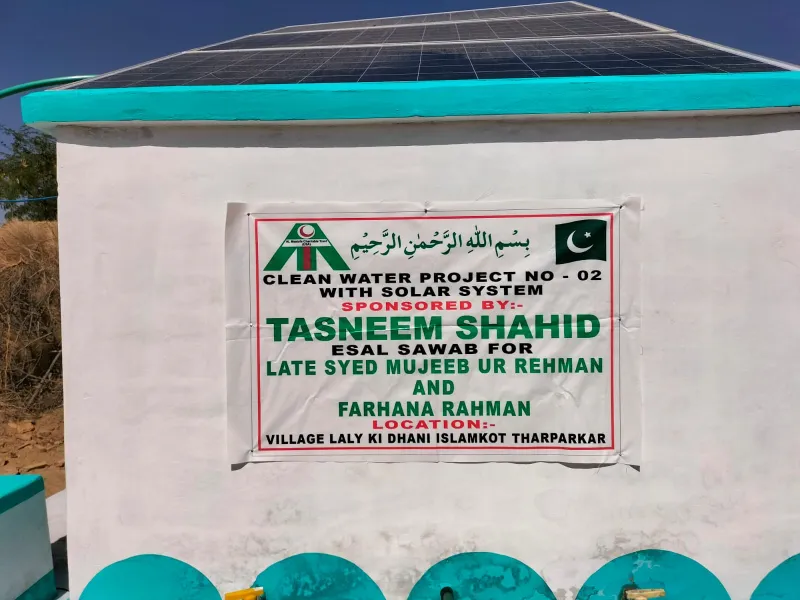 بِسْمِ اللهِ الرَّحْمٰنِ الرَّحِيْمِ
CLEAN WATER PROJECT NO - 02
WITH SOLAR SYSTEM
SPONSORED BY:-
TASNEEM SHAHID
ESAL SAWAB FOR
LATE SYED MUJEEB UR REHMAN
AND
FARHANA RAHMAN
LOCATION:-
VILLAGE LALY KI DHANI ISLAMKOT THARPARKAR